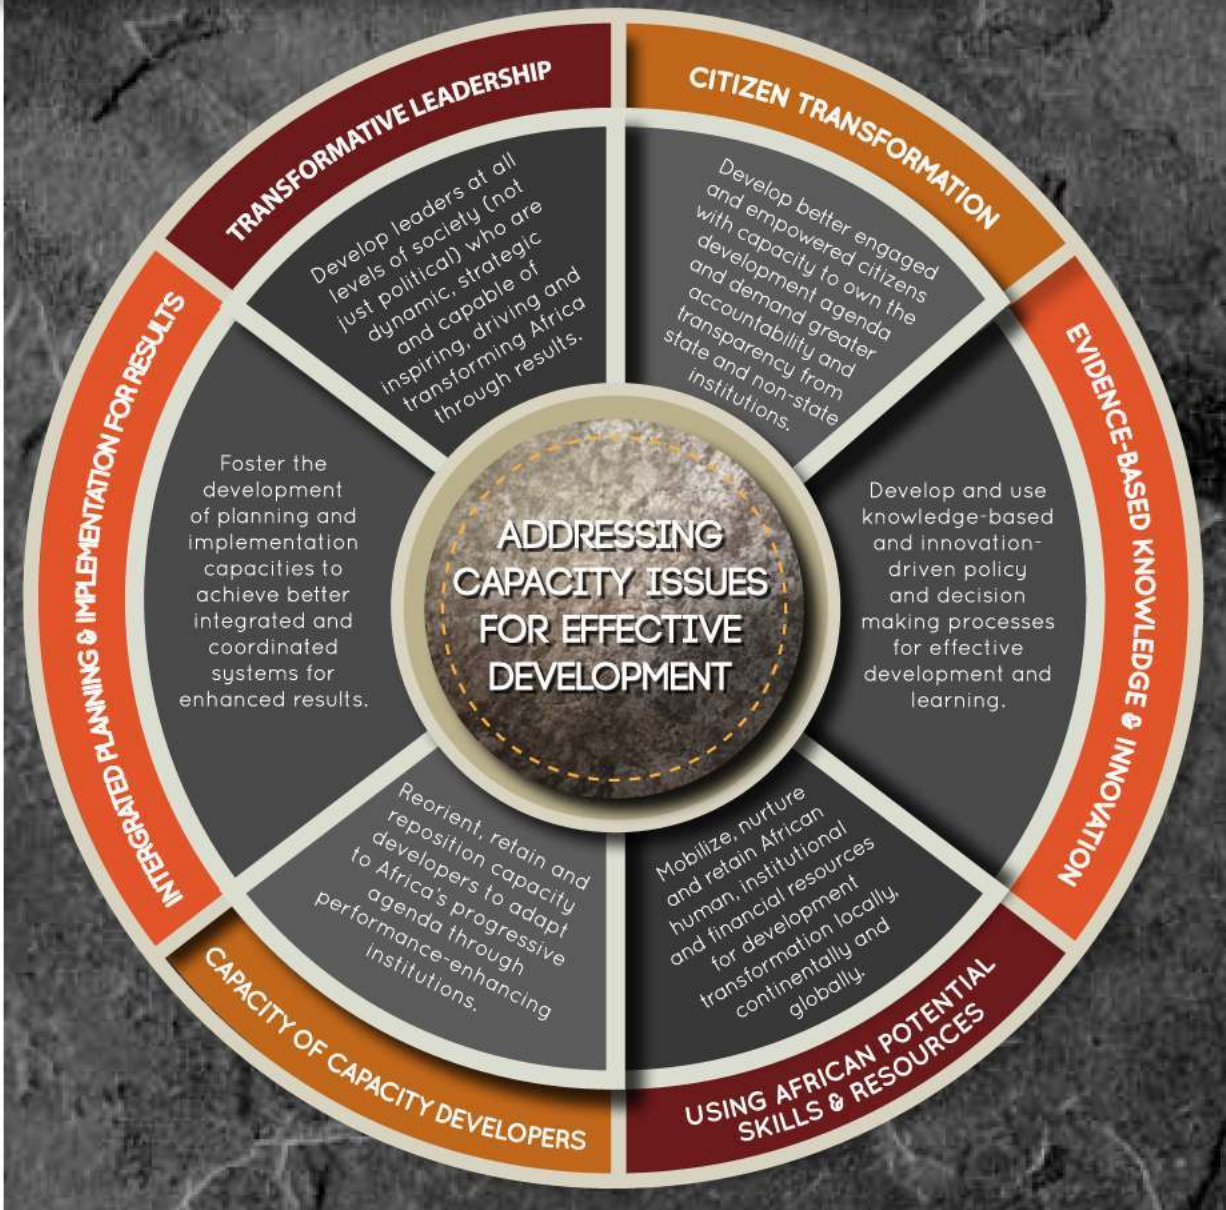 TRANSFORMATIVE LEADERSHIP
Develop leaders at all
levels of society (not
just political) who are
dynamic, strategic
and capable of
inspiring, driving and
transforming Africa
through results.
CITIZEN TRANSFORMATION
Develop better engaged
and empowered citizens
with capacity to own the
development agenda
and demand greater
accountability and
transparency from
state and non-state
institutions.
EVIDENCE-BASED KNOWLEDGE & INNOVATION
Develop and use
knowledge-based
and innovation-
driven policy
and decision
making processes
for effective
development and
learning.
USING AFRICAN POTENTIAL
SKILLS & RESOURCES
Mobilize, nurture
and retain African
human, institutional
and financial resources
for development
transformation locally,
continentally and
globally.
CAPACITY OF CAPACITY DEVELOPERS
Reorient, retain and
reposition capacity
developers to adapt
to Africa's progressive
agenda through
performance-enhancing
institutions.
INTERGRATED PLANNING & IMPLEMENTATION FOR RESULTS
Foster the
development
of planning and
implementation
capacities to
achieve better
integrated and
coordinated
systems for
enhanced results.
ADDRESSING
CAPACITY ISSUES
FOR EFFECTIVE
DEVELOPMENT